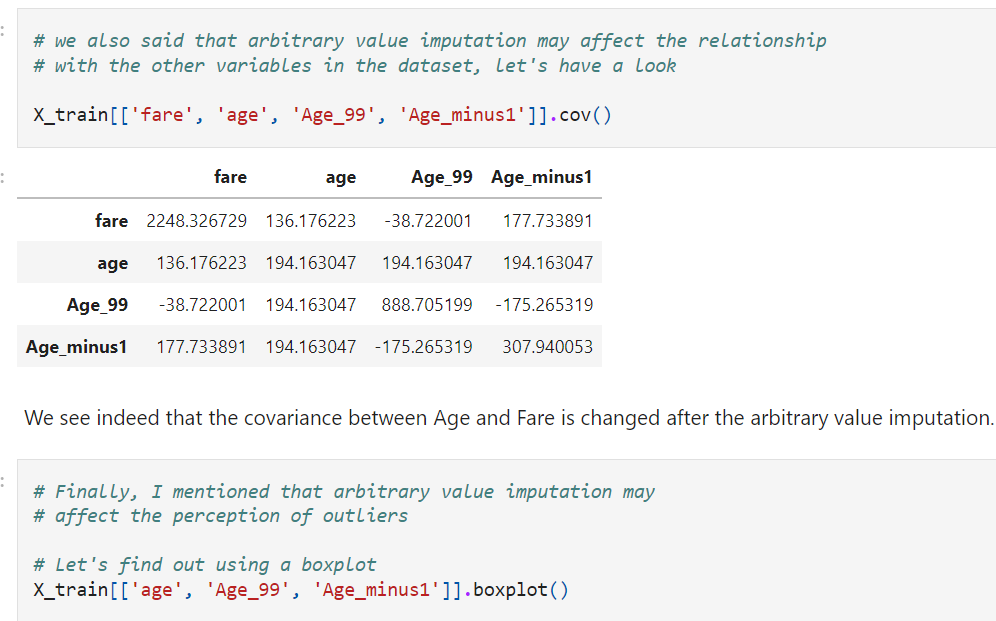 # we also said that arbitrary value imputation may affect the relationship
# with the other variables in the dataset, let's have a look
X_train[['fare', 'age', 'Age_99', 'Age_minus1']].cov()
fare age Age_99 Age_minus1
fare 2248.326729 136.176223 -38.722001 177.733891
age 136.176223 194.163047 194.163047 194.163047
Age_99 -38.722001 194.163047 888.705199 -175.265319
Age_minus1 177.733891 194.163047 -175.265319 307.940053
We see indeed that the covariance between Age and Fare is changed after the arbitrary value imputation.
# Finally, I mentioned that arbitrary value imputation may
# affect the perception of outliers
# Let's find out using a boxplot
X_train[['age', 'Age_99', 'Age_minus1']].boxplot()